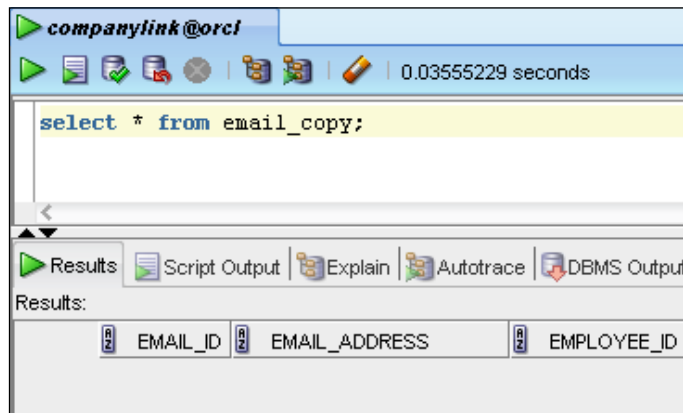 companylink@orcl
0.03555229 seconds
select * from email_copy;
Results Script Output Explain Autotrace DBMS Output
Results:
EMAIL_ID EMAIL_ADDRESS EMPLOYEE_ID